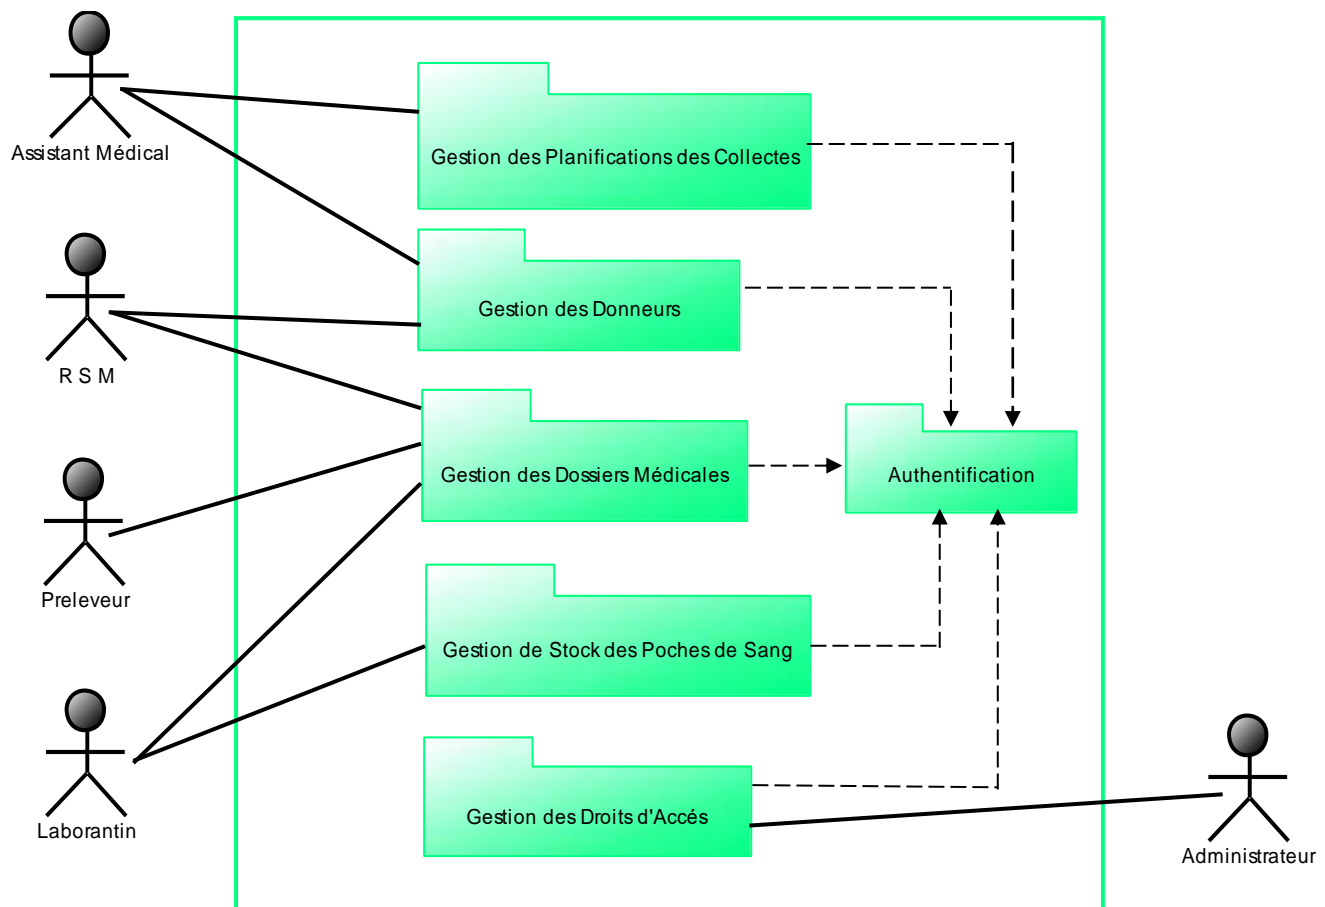 Assistant Médical
Gestion des Planifications des Collectes
R S M
Gestion des Donneurs
Gestion des Dossiers Médicales
Authentification
Preleveur
Gestion de Stock des Poches de Sang
Laborantin
Gestion des Droits d'Accés
Administrateur